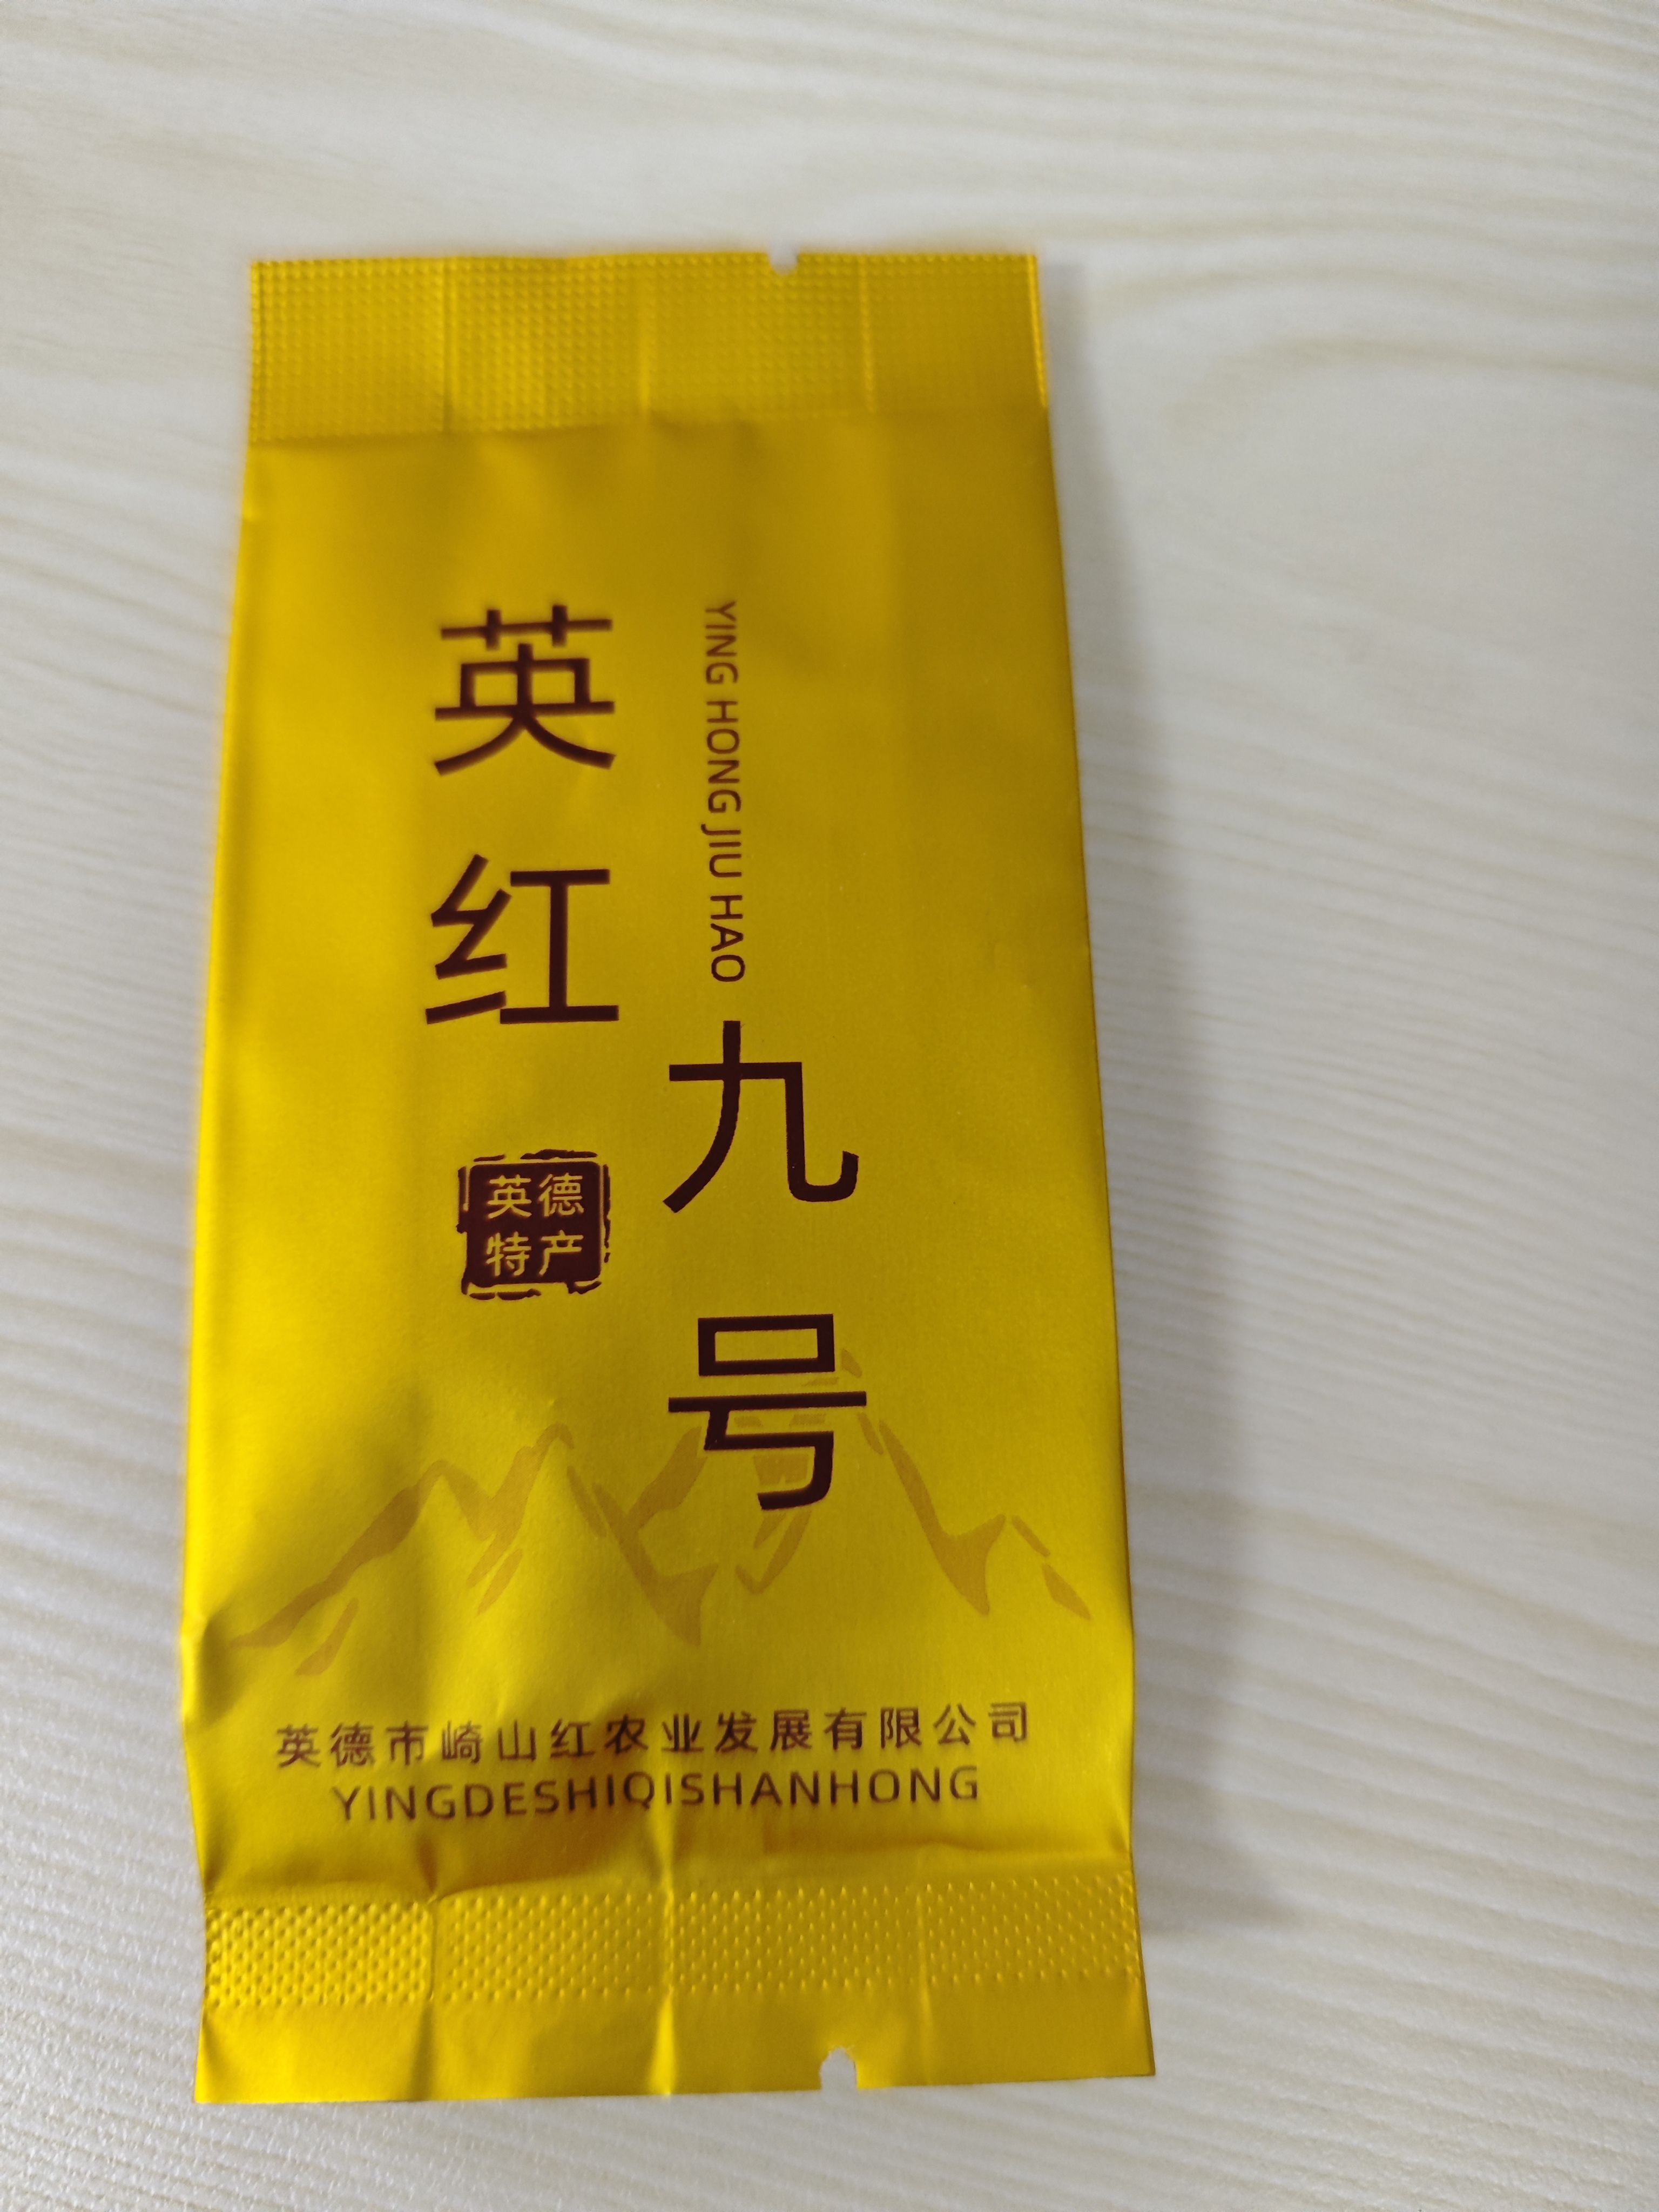 英红
YING HONG JIU HAO
九号
英德
特产
英德市崎山红农业发展有限公司
YINGDESHIQISHANHONG